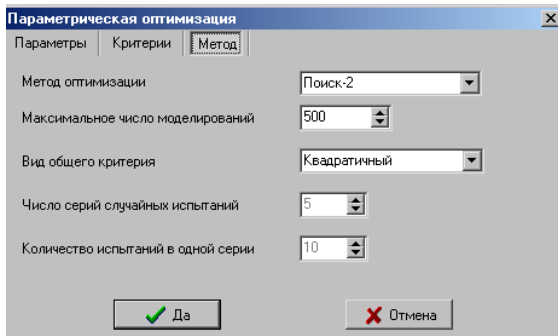 Параметрическая оптимизация
Параметры Критерии Метод
Метод оптимизации Поиск-2
Максимальное число моделирований 500
Вид общего критерия Квадратичный
Число серий случайных испытаний 5
Количество испытаний в одной серии 10
Да Отмена